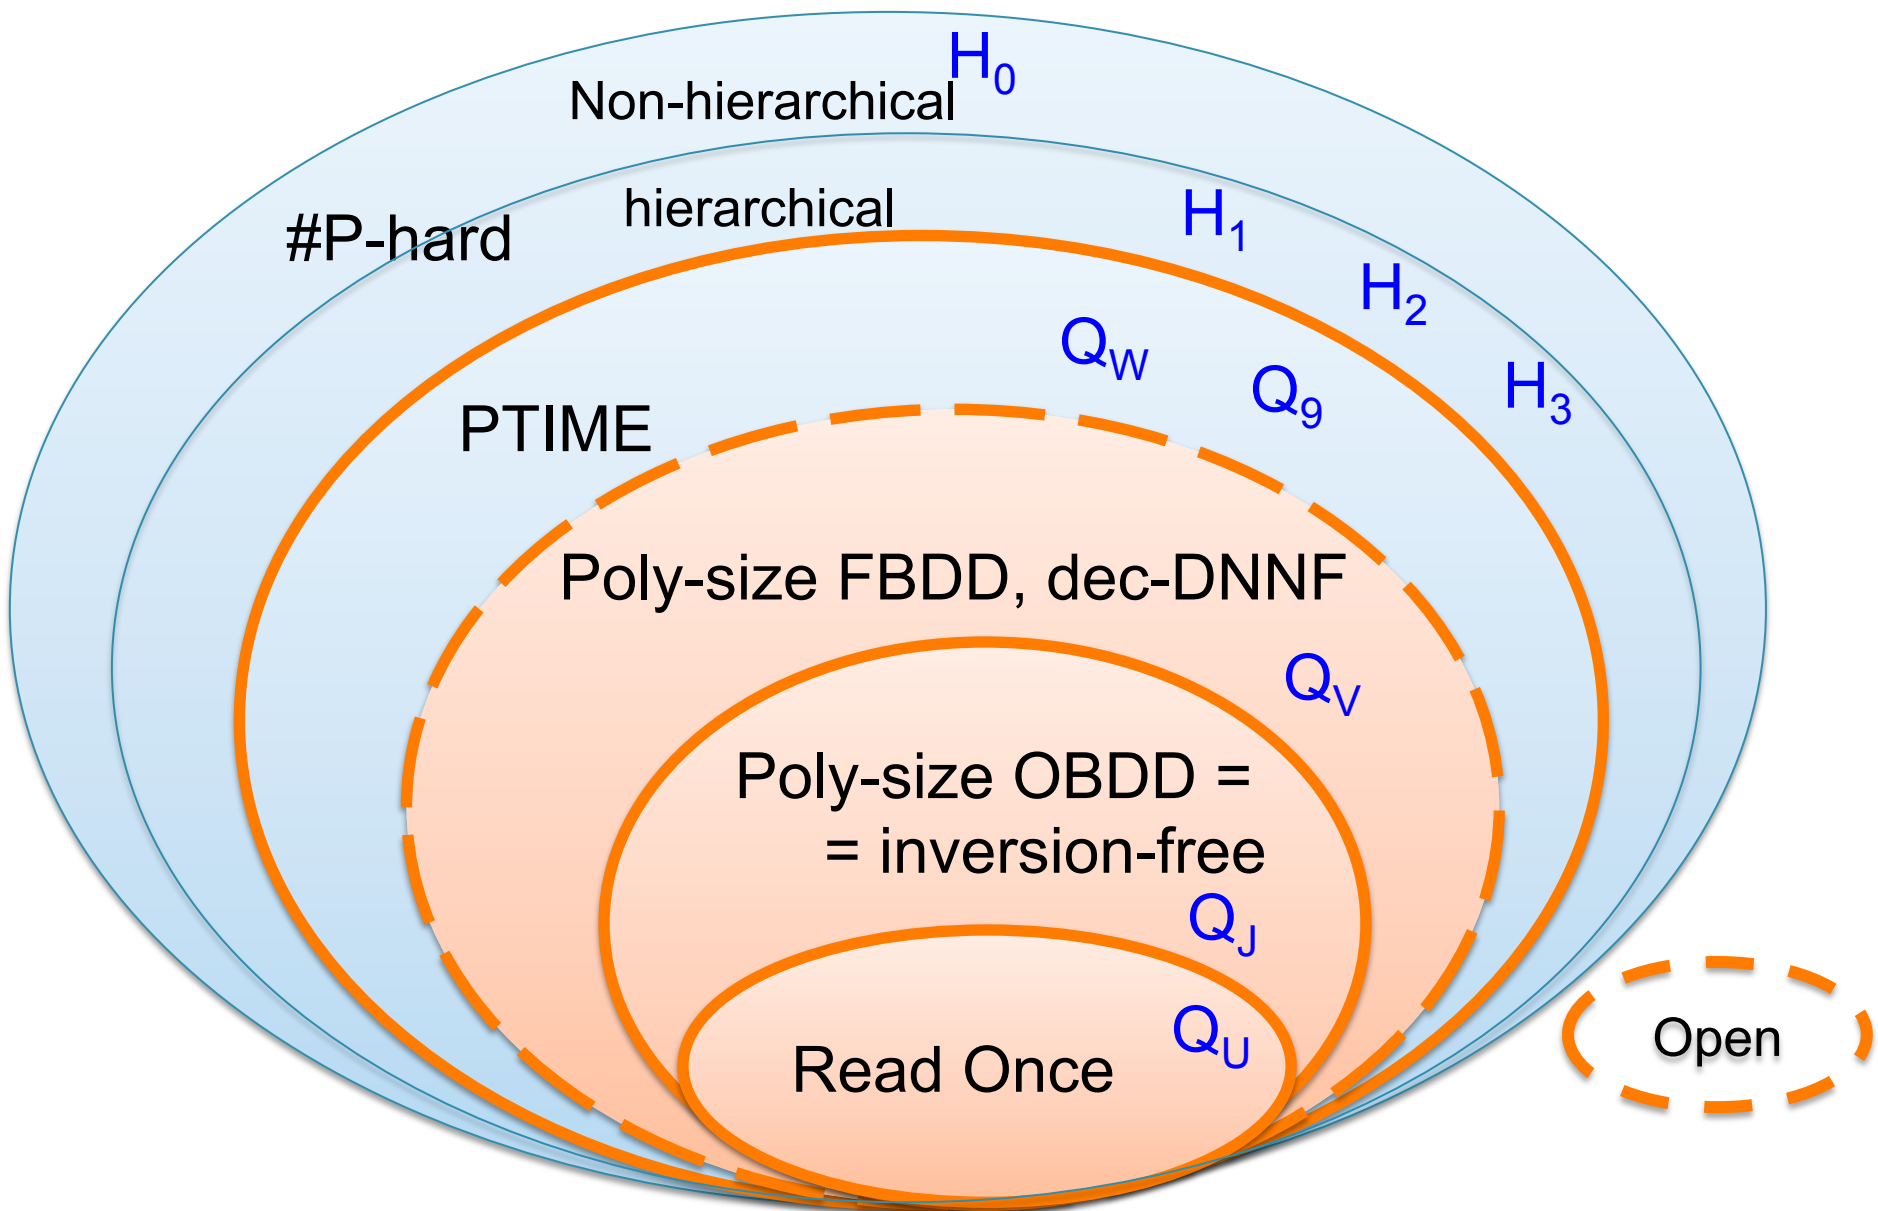 H0
Non-hierarchical
hierarchical
H1
#P-hard
H2
QW
Q9
H3
PTIME
Poly-size FBDD, dec-DNNF
QV
Poly-size OBDD =
= inversion-free
QJ
QU
Open
Read Once